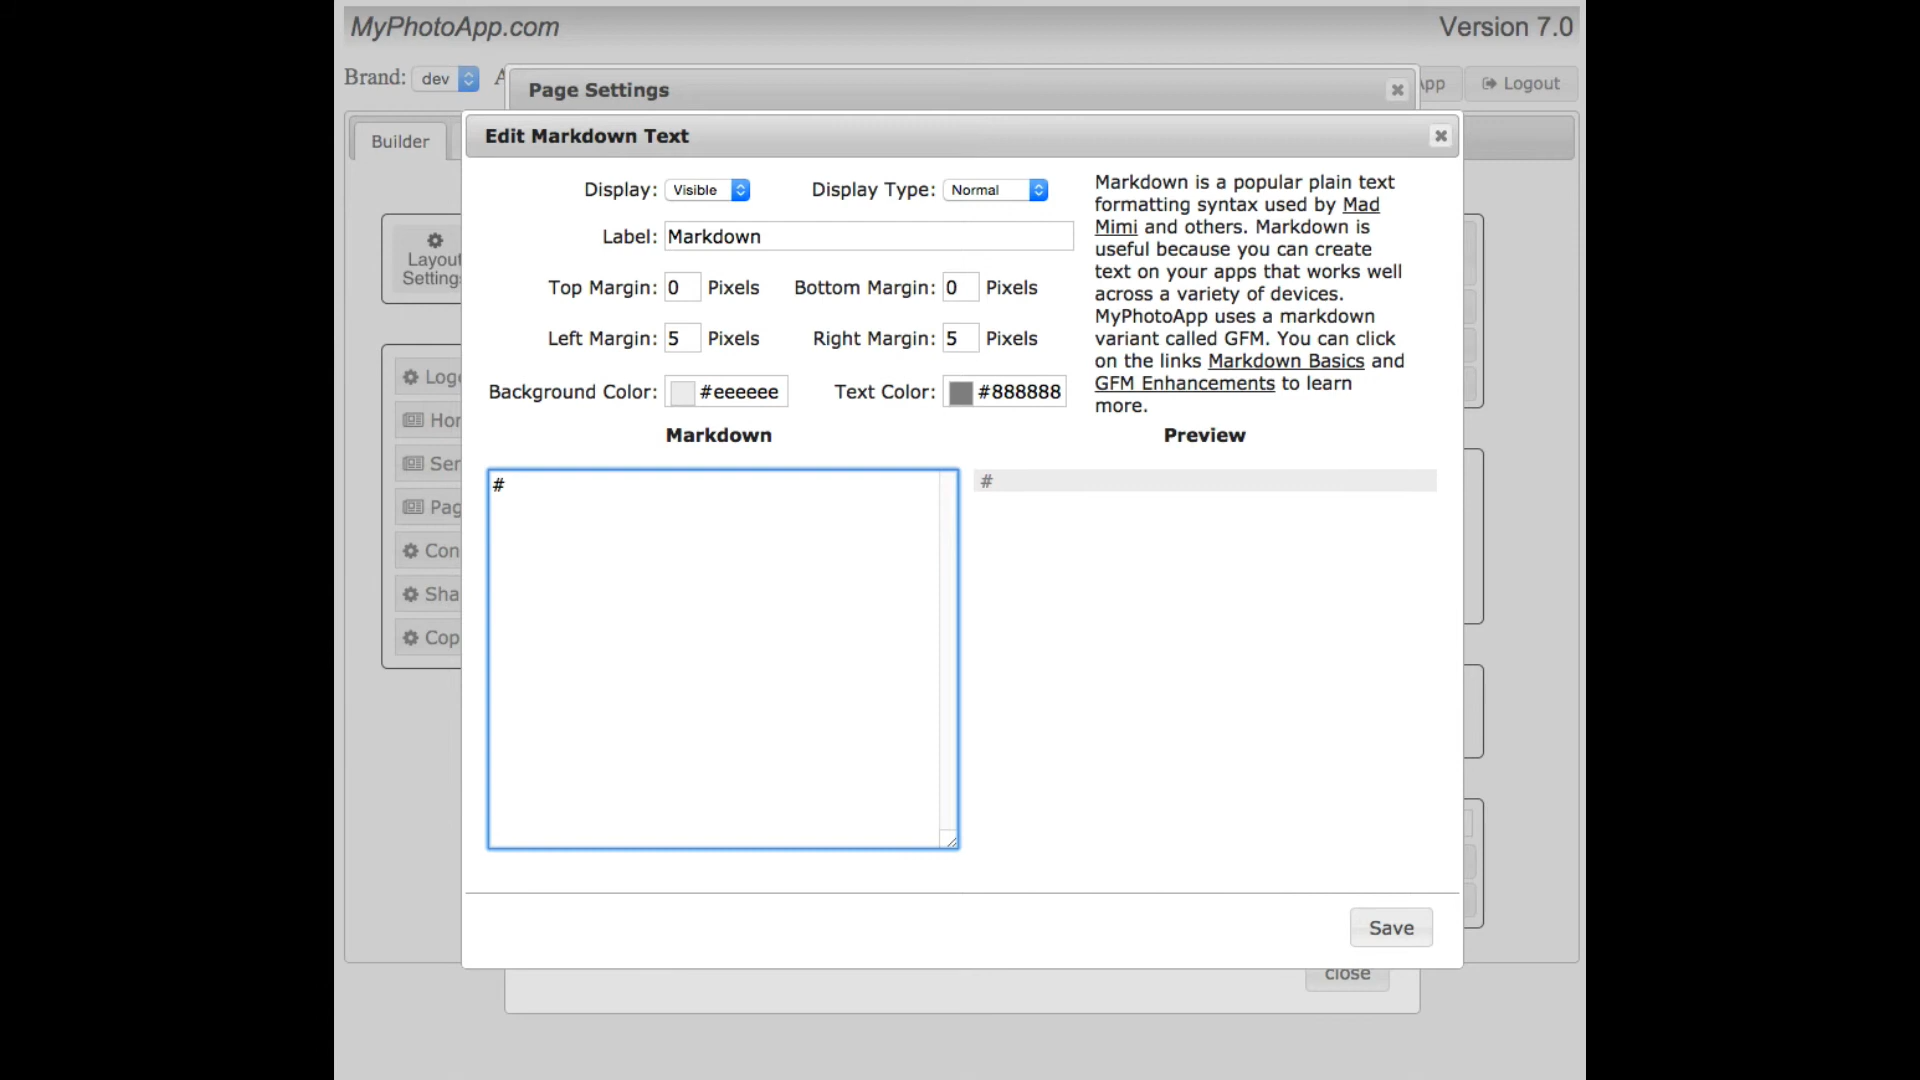 MyPhotoApp.com
Version 7.0
Brand: dev
Page Settings
Logout
Builder
Edit Markdown Text
Display: Visible Display Type: Normal
Label: Markdown
Top Margin: 0 Pixels Bottom Margin: 0 Pixels
Left Margin: 5 Pixels Right Margin: 5 Pixels
Background Color: #eeeeee Text Color: #888888
Markdown is a popular plain text
formatting syntax used by Mad
Mimi and others. Markdown is
useful because you can create
text on your apps that works well
across a variety of devices.
MyPhotoApp uses a markdown
variant called GFM. You can click
on the links Markdown Basics and
GFM Enhancements to learn
more.
Layout
Settings
Markdown
Preview
#
#
Save
close